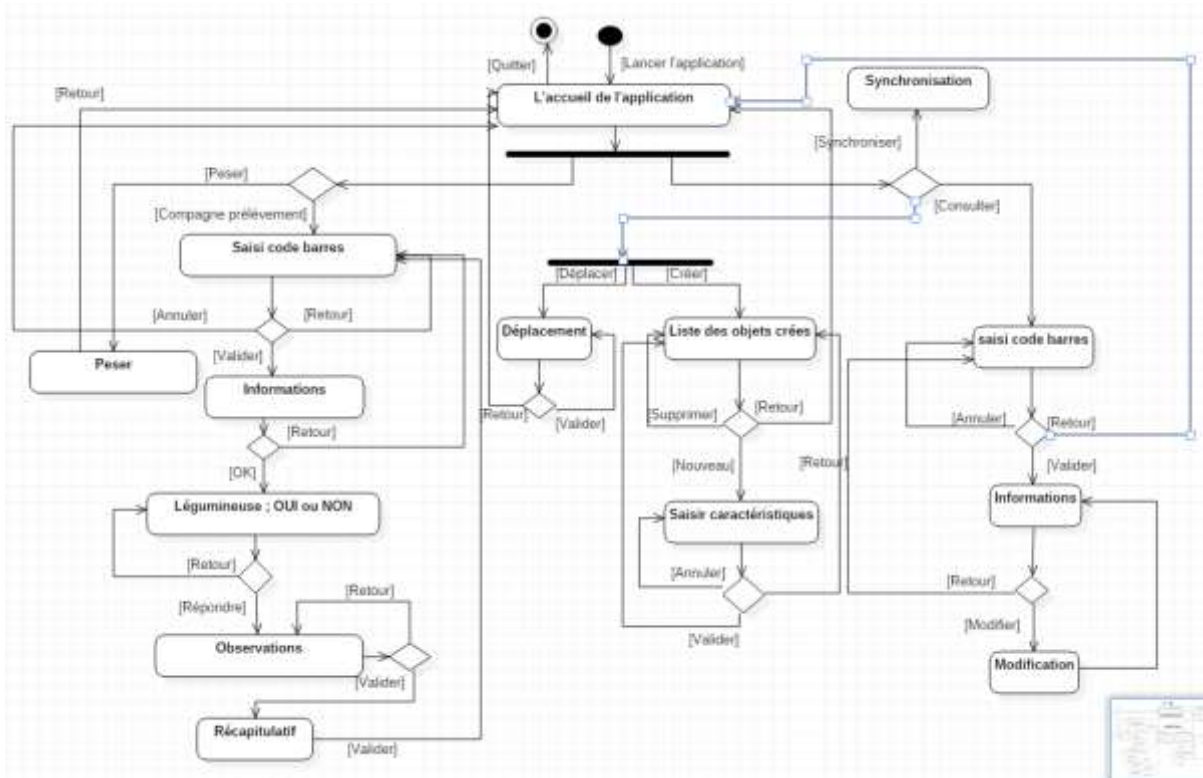 [Quitter]
[Lancer l'application]
[Retour]
L'accueil de l'application
Synchronisation
[Synchroniser]
[Peser]
[Compagne prélèvement]
[Consulter]
Saisi code barres
[Déplacer]
[Créer]
[Annuler]
[Retour]
Déplacement
Liste des objets crées
saisi code barres
Peser
[Valider]
Informations
[Retour]
[Valider]
[Supprimer]
[Retour]
[Annuler]
[Retour]
[Retour]
[OK]
[Nouveau]
[Retour]
[Valider]
Légumineuse ; OUI ou NON
Saisir caractéristiques
Informations
[Retour]
[Annuler]
[Retour]
[Répondre]
[Retour]
[Valider]
[Modifier]
Observations
[Valider]
Modification
Récapitulatif
[Valider]